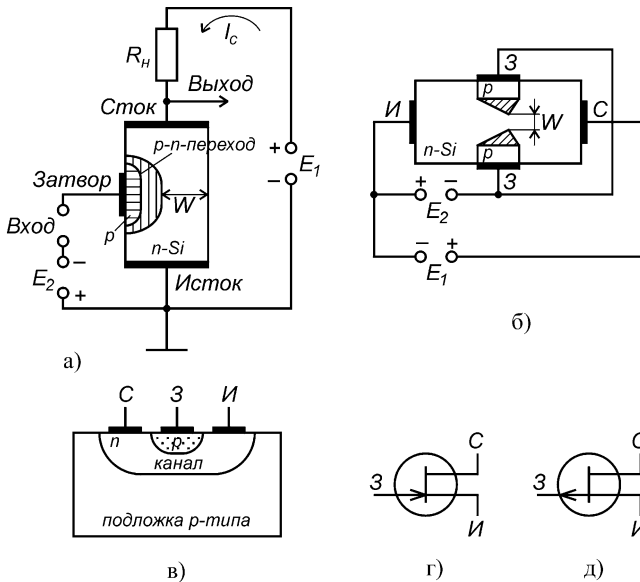 I_C
R_Н
Выход
Сток
p-n-переход
+
−
E_1
Затвор
W
Вход
p
n-Si
−
E_2
+
Исток
а)
З
p
И
С
W
n-Si
p
З
+ −
E_2
− +
E_1
б)
С З И
n p
канал
подложка p-типа
в)
С
З
И
г)
С
З
И
д)